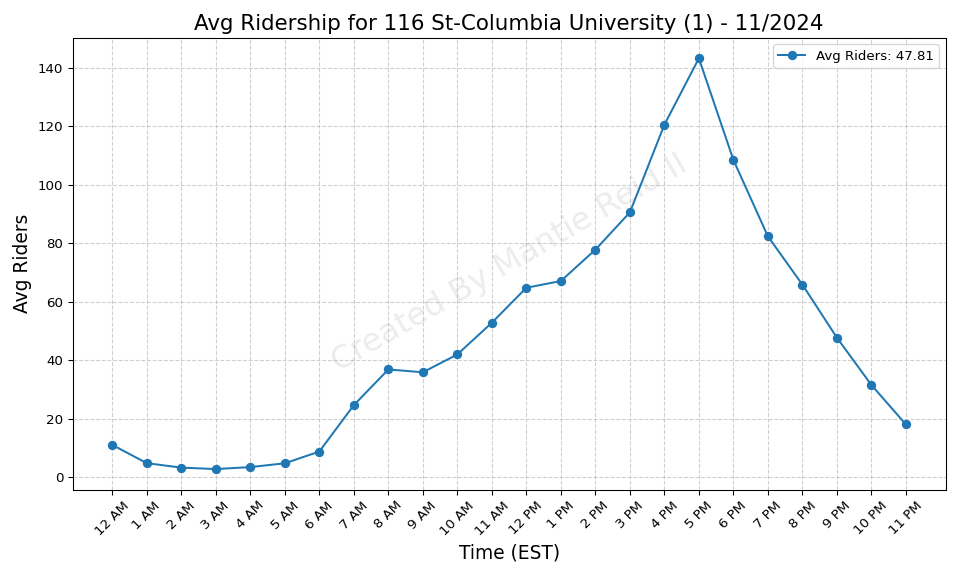 Avg Ridership for 116 St-Columbia University (1) - 11/2024
Avg Riders: 47.81
Avg Riders
140
120
100
80
60
40
20
0
Created By Mantie Reid II
12 AM
1 AM
2 AM
3 AM
4 AM
5 AM
6 AM
7 AM
8 AM
9 AM
10 AM
11 AM
12 PM
1 PM
2 PM
3 PM
4 PM
5 PM
6 PM
7 PM
8 PM
9 PM
10 PM
11 PM
Time (EST)